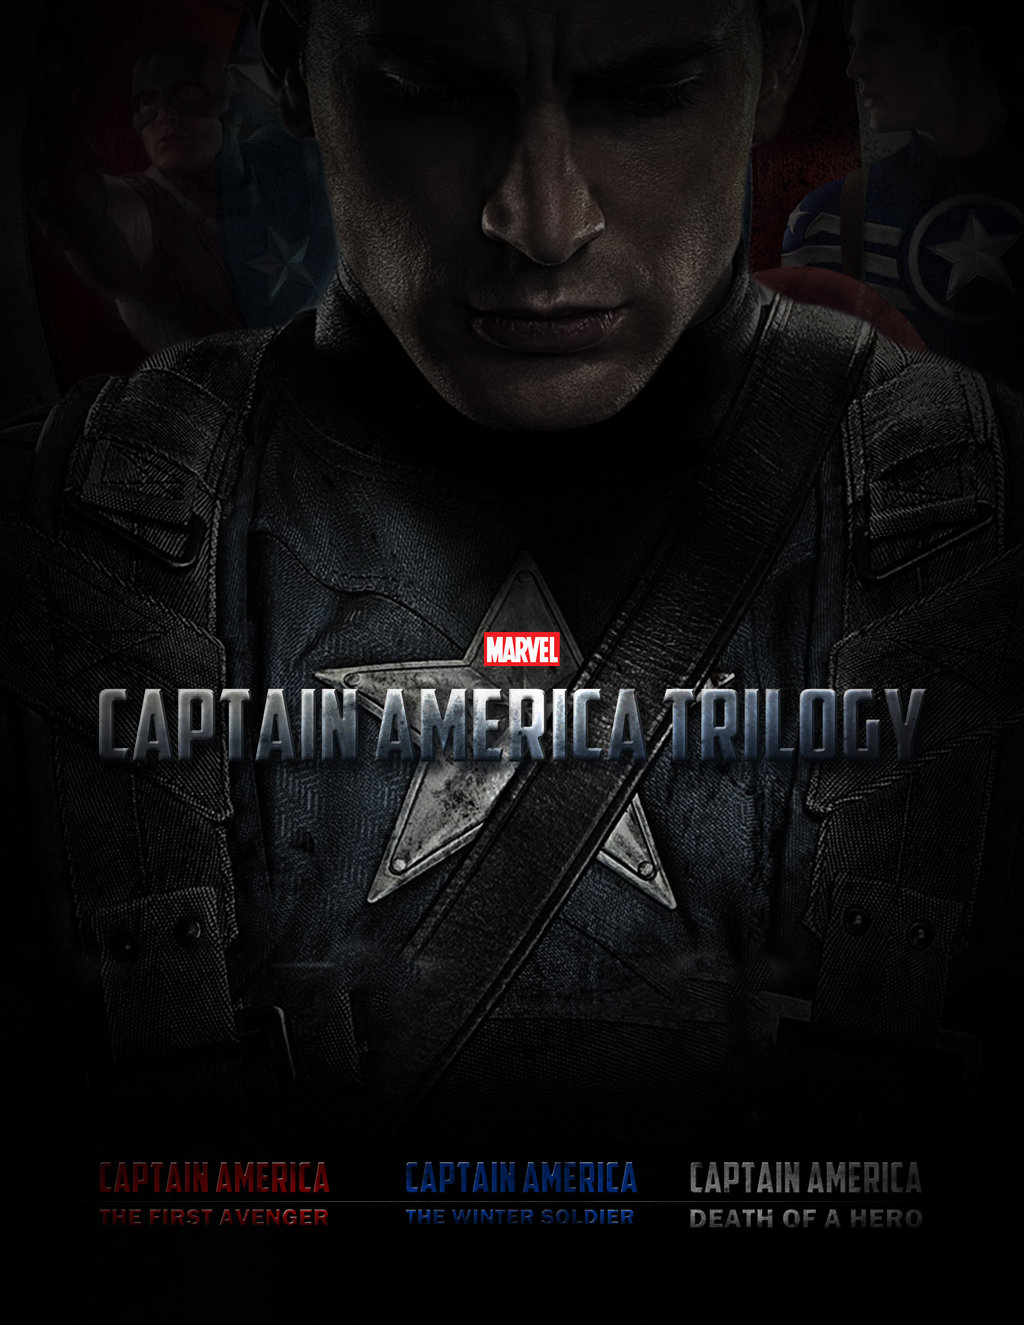 MARVEL
CAPTAIN AMERICA TRILOGY
CAPTAIN AMERICA
THE FIRST AVENGER
CAPTAIN AMERICA
THE WINTER SOLDIER
CAPTAIN AMERICA
DEATH OF A HERO